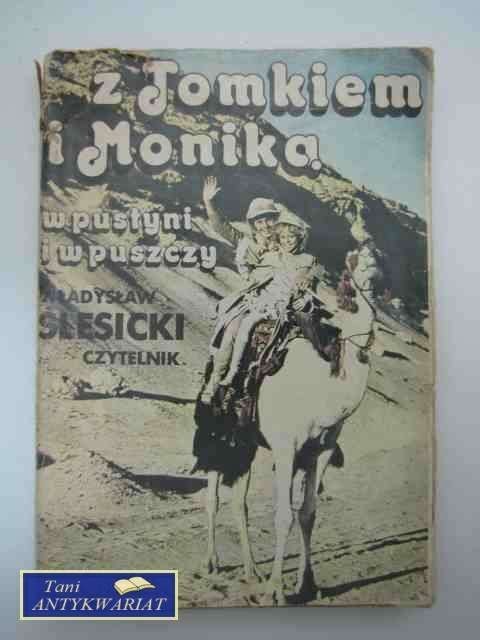 z Tomkiem
i Moniką
w pustyni
i w puszczy
WŁADYSŁAW
ŚLESICKI
CZYTELNIK
Tani
ANTYKWARIAT